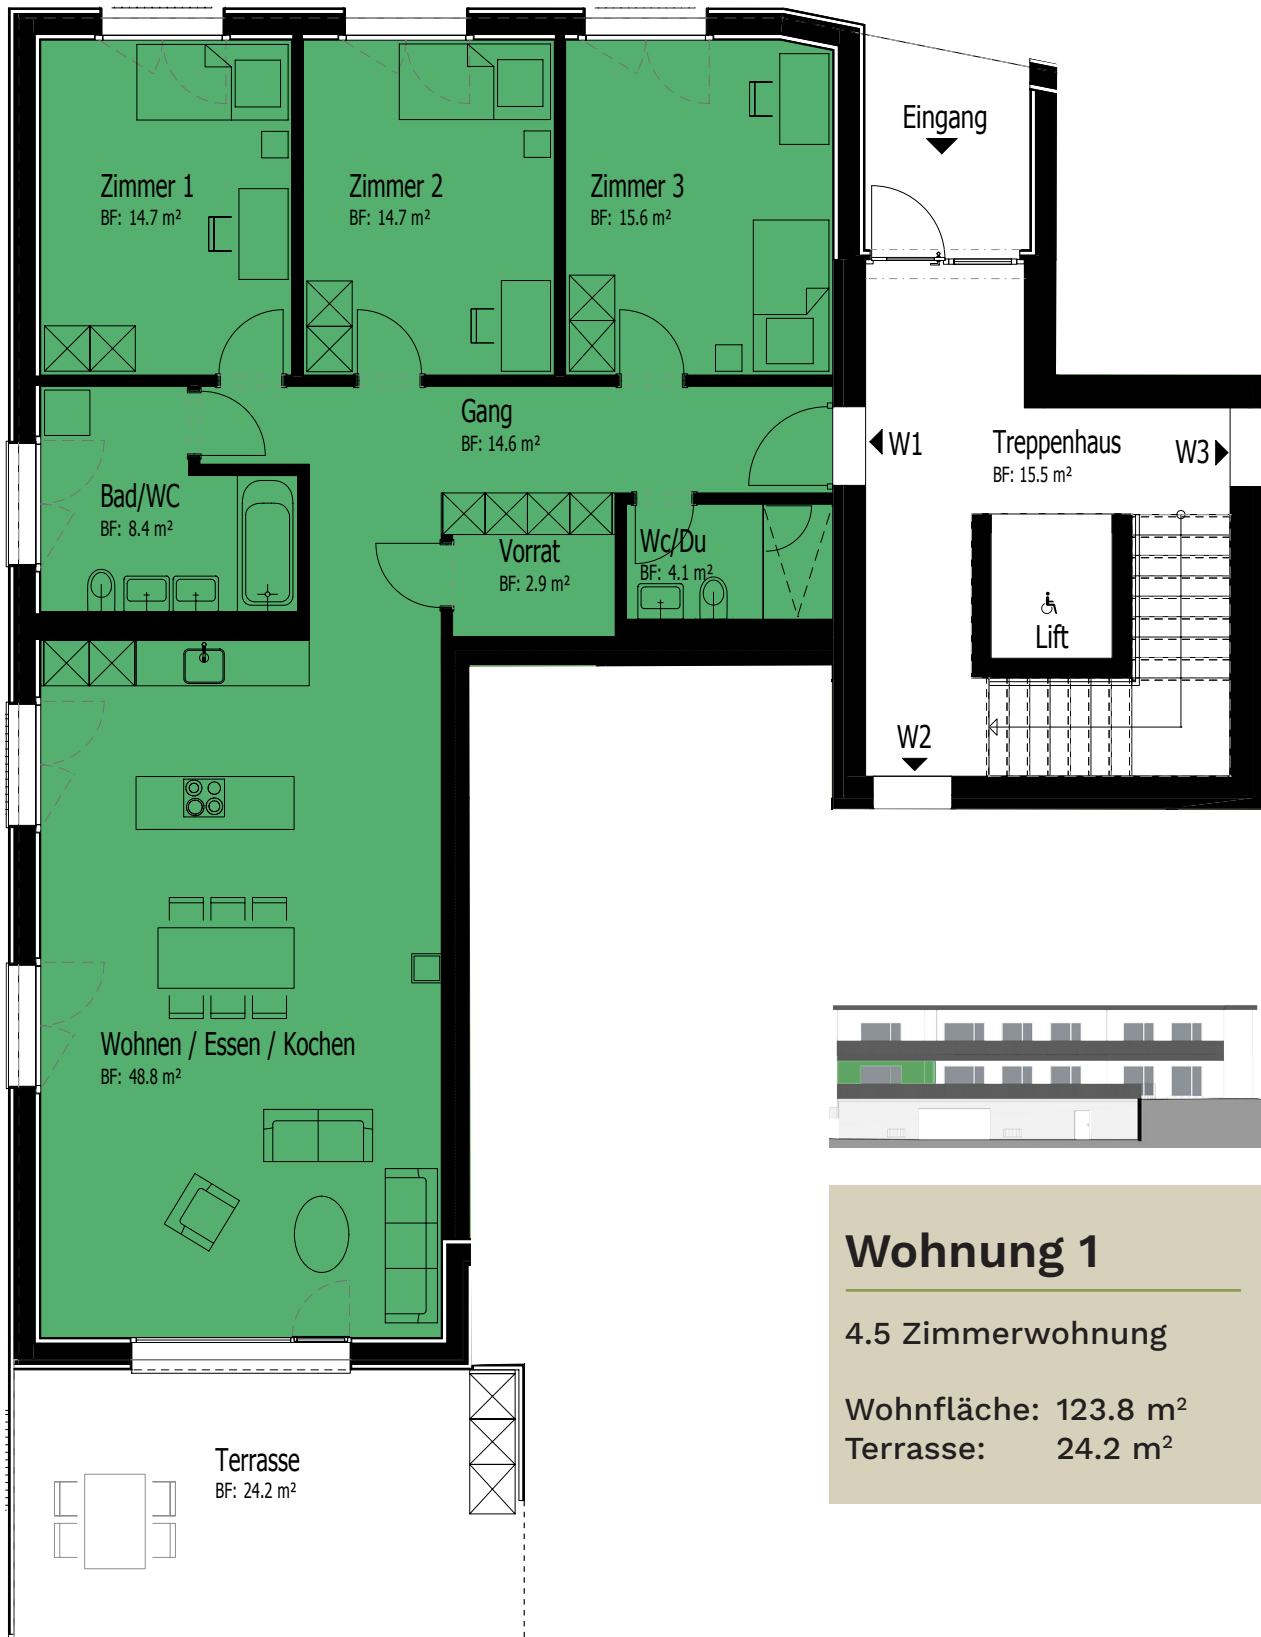 Eingang
Zimmer 1
BF: 14.7 m²
Zimmer 2
BF: 14.7 m²
Zimmer 3
BF: 15.6 m²
Gang
BF: 14.6 m²
W1
Treppenhaus
BF: 15.5 m²
W3
Bad/WC
BF: 8.4 m²
Vorrat
BF: 2.9 m²
Wc/Du
BF: 4.1 m²
Lift
W2
Wohnen / Essen / Kochen
BF: 48.8 m²
Terrasse
BF: 24.2 m²
Wohnung 1
4.5 Zimmerwohnung
Wohnfläche: 123.8 m²
Terrasse: 24.2 m²